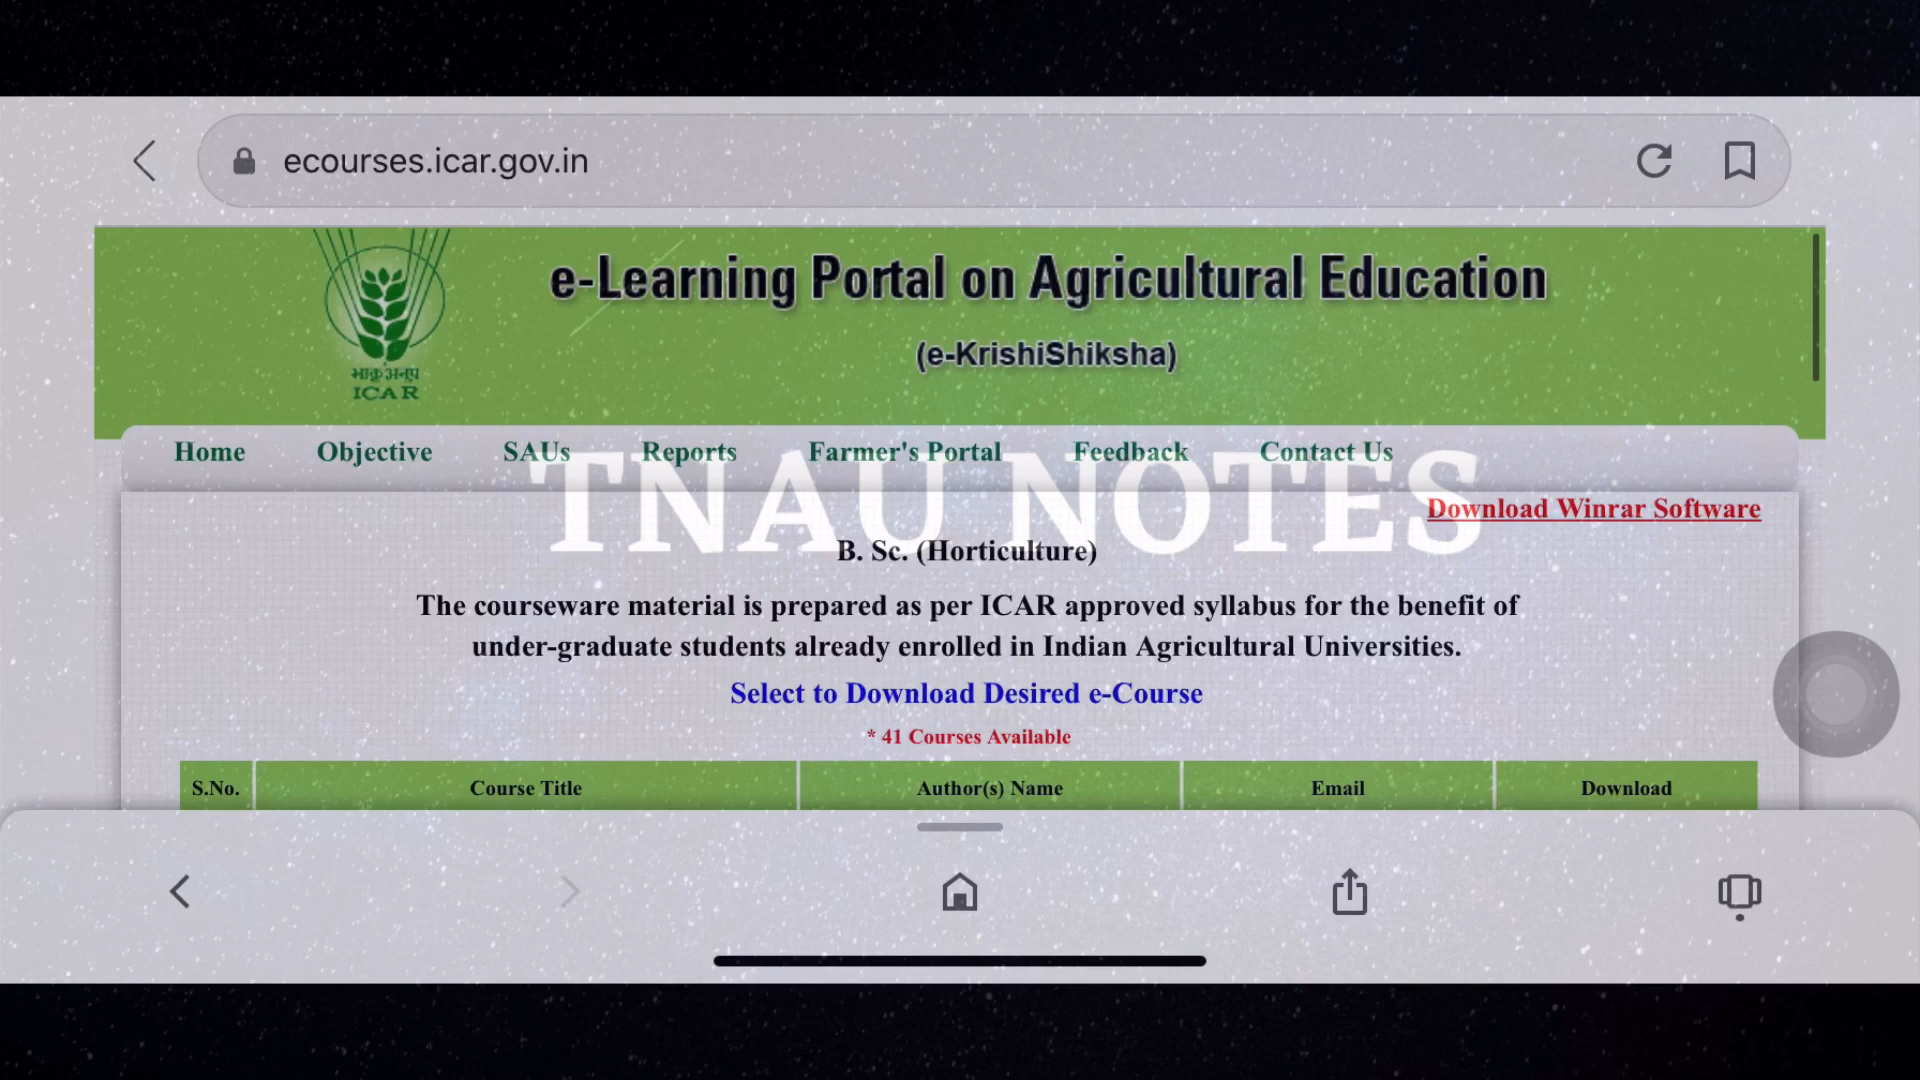 ecourses.icar.gov.in
e-Learning Portal on Agricultural Education
(e-KrishiShiksha)
भाकृअनुप
ICAR
Home Objective SAUs Reports Farmer's Portal Feedback Contact Us
TNAU NOTES
Download Winrar Software
B. Sc. (Horticulture)
The courseware material is prepared as per ICAR approved syllabus for the benefit of
under-graduate students already enrolled in Indian Agricultural Universities.
Select to Download Desired e-Course
* 41 Courses Available
S.No. Course Title Author(s) Name Email Download